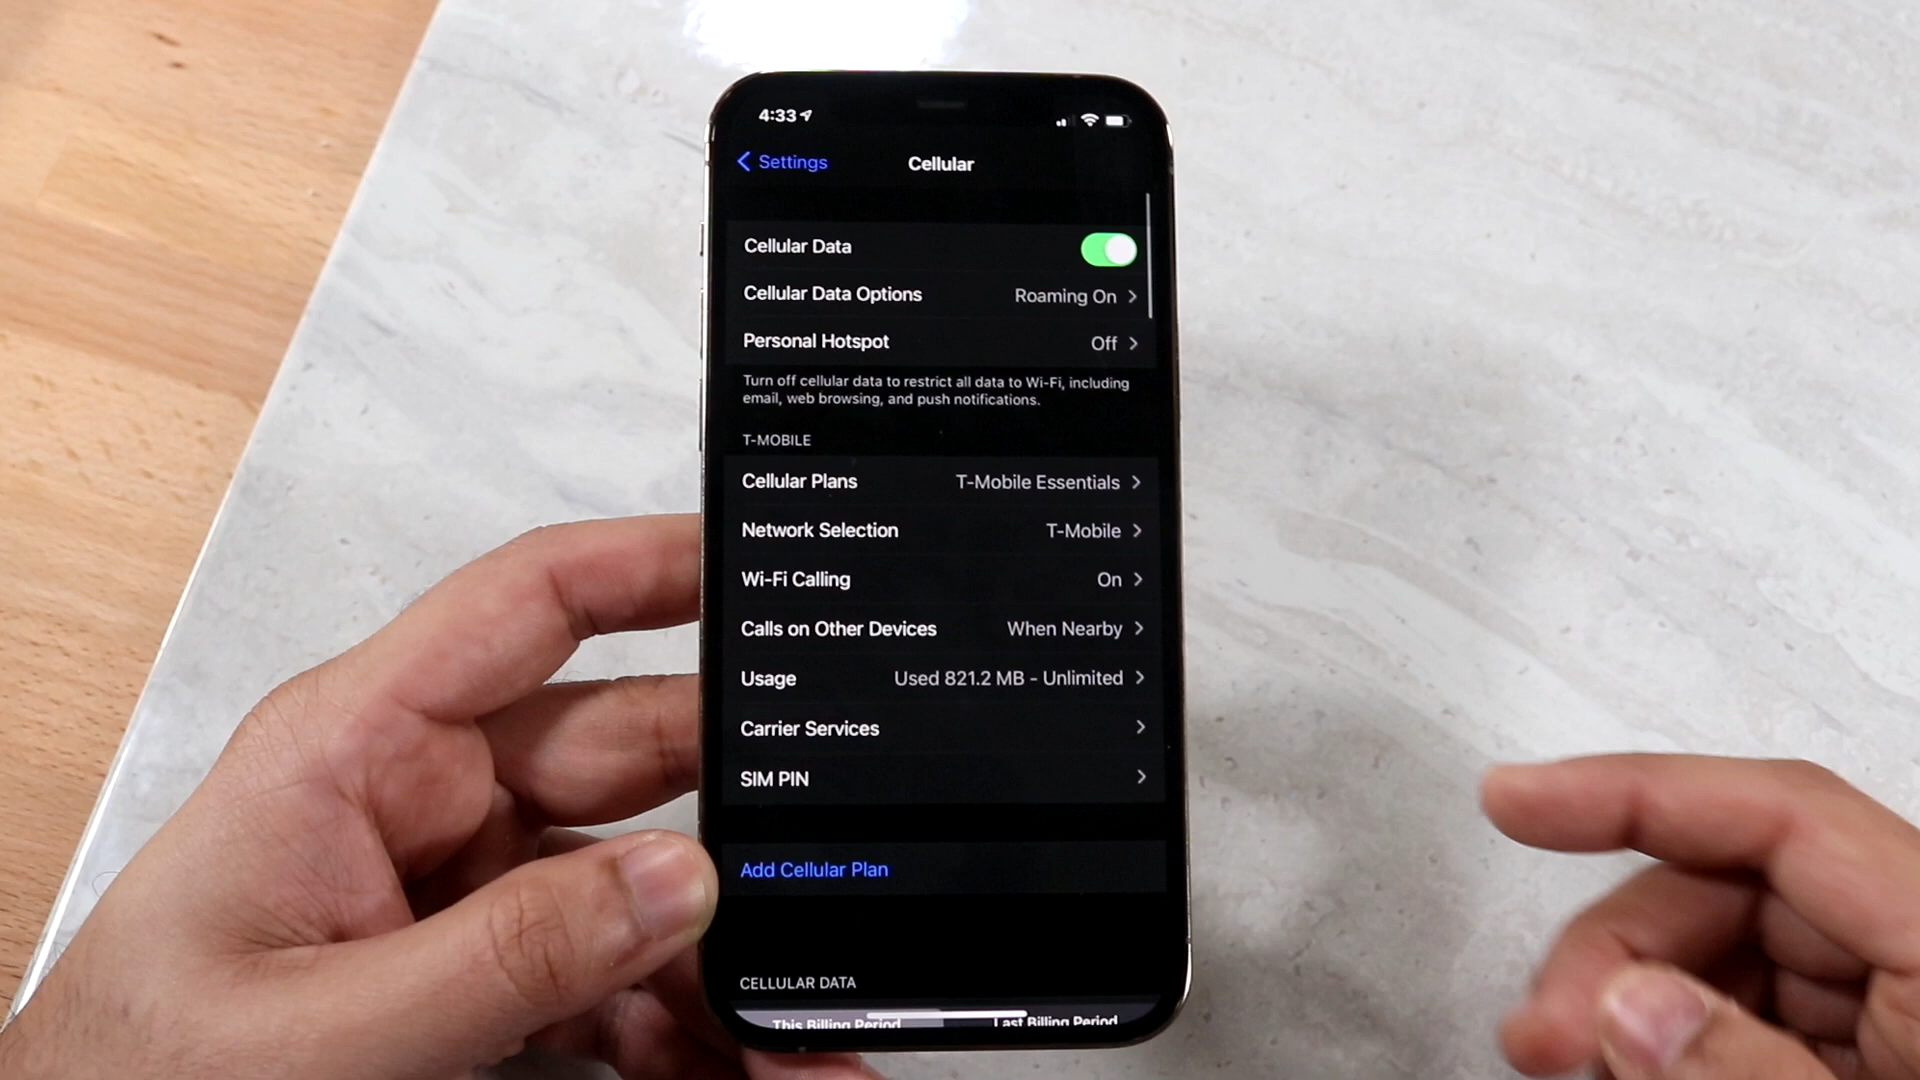 4:33
Settings
Cellular
Cellular Data
Cellular Data Options Roaming On
Personal Hotspot Off
Turn off cellular data to restrict all data to Wi-Fi, including
email, web browsing, and push notifications.
T-MOBILE
Cellular Plans T-Mobile Essentials
Network Selection T-Mobile
Wi-Fi Calling On
Calls on Other Devices When Nearby
Usage Used 821.2 MB - Unlimited
Carrier Services
SIM PIN
Add Cellular Plan
CELLULAR DATA
This Billing Period Last Billing Period